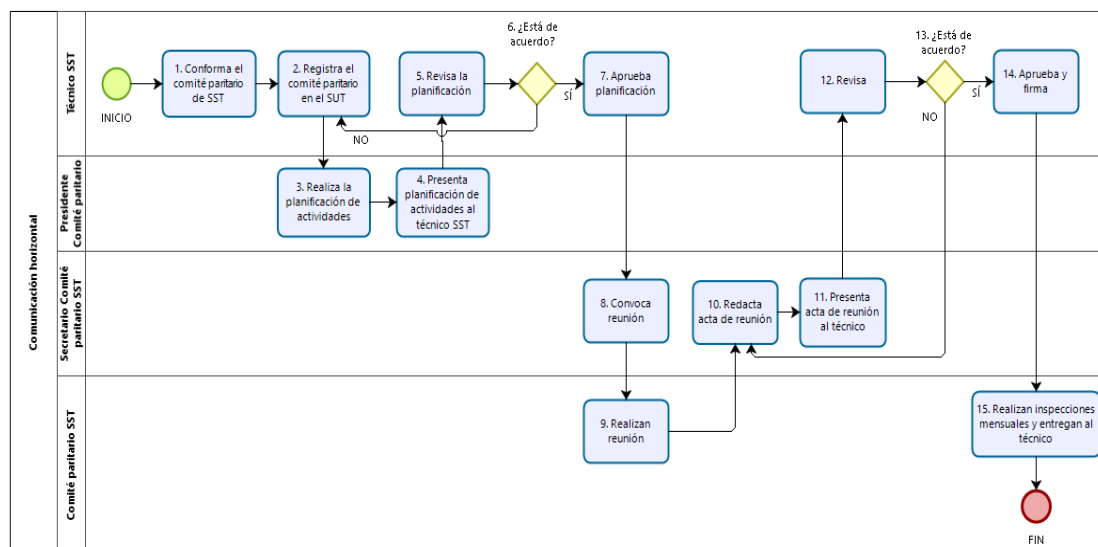 Comunicación horizontal
Técnico SST
INICIO
1. Conforma el
comité paritario
de SST
2. Registra el
comité paritario
en el SUT
5. Revisa la
planificación
6. ¿Está de
acuerdo?
SÍ
NO
7. Aprueba
planificación
12. Revisa
13. ¿Está de
acuerdo?
SÍ
NO
14. Aprueba y
firma
Presidente
Comité paritario
3. Realiza la
planificación de
actividades
4. Presenta
planificación de
actividades al
técnico SST
Secretario Comité
paritario SST
8. Convoca
reunión
10. Redacta
acta de reunión
11. Presenta
acta de reunión
al técnico
Comité paritario SST
9. Realizan
reunión
15. Realizan inspecciones
mensuales y entregan al
técnico
FIN